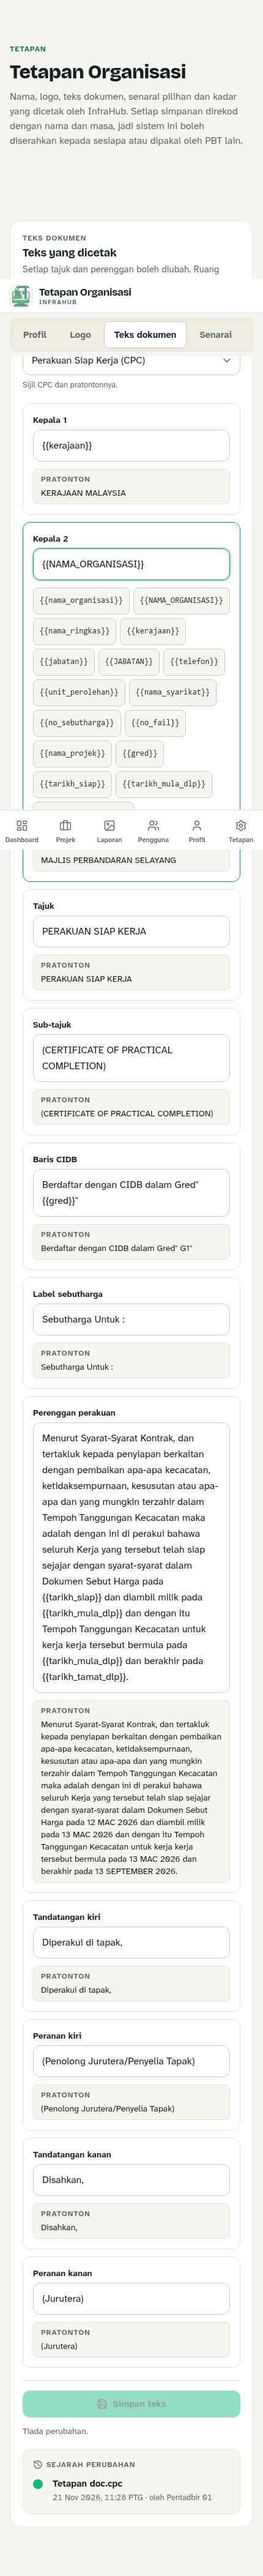 TETAPAN
Tetapan Organisasi
Nama, logo, teks dokumen, senarai pilihan dan kadar
yang dicetak oleh InfraHub. Setiap simpanan direkod
dengan nama dan masa, jadi sistem ini boleh
diserahkan kepada sesiapa atau dipakai oleh PBT lain.
TEKS DOKUMEN
Teks yang dicetak
Setiap tajuk dan perenggan boleh diubah. Ruang
Tetapan Organisasi
INFRAHUB
Profil
Logo
Teks dokumen
Senarai
Perakuan Siap Kerja (CPC)
Sijil CPC dan pratontonnya.
Kepala 1
{{kerajaan}}
PRATONTON
KERAJAAN MALAYSIA
Kepala 2
{{NAMA_ORGANISASI}}
{{nama_organisasi}} {{NAMA_ORGANISASI}}
{{nama_ringkas}} {{kerajaan}}
{{jabatan}} {{JABATAN}} {{telefon}}
{{unit_perolehan}} {{nama_syarikat}}
{{no_sebutharga}} {{no_fail}}
{{nama_projek}} {{gred}}
{{tarikh_siap}} {{tarikh_mula_dlp}}
Dashboard
Projek
Laporan
Pengguna
Profil
Tetapan
MAJLIS PERBANDARAN SELAYANG
Tajuk
PERAKUAN SIAP KERJA
PRATONTON
PERAKUAN SIAP KERJA
Sub-tajuk
(CERTIFICATE OF PRACTICAL
COMPLETION)
PRATONTON
(CERTIFICATE OF PRACTICAL COMPLETION)
Baris CIDB
Berdaftar dengan CIDB dalam Gred"
{{gred}}"
PRATONTON
Berdaftar dengan CIDB dalam Gred" G1"
Label sebutharga
Sebutharga Untuk :
PRATONTON
Sebutharga Untuk :
Perenggan perakuan
Menurut Syarat-Syarat Kontrak, dan
tertakluk kepada penyiapan berkaitan
dengan pembaikan apa-apa kecacatan,
ketidaksempurnaan, kesusutan atau apa-
apa dan yang mungkin terzahir dalam
Tempoh Tanggungan Kecacatan maka
adalah dengan ini di perakui bahawa
seluruh Kerja yang tersebut telah siap
sejajar dengan syarat-syarat dalam
Dokumen Sebut Harga pada
{{tarikh_siap}} dan diambil milik pada
{{tarikh_mula_dlp}} dan dengan itu
Tempoh Tanggungan Kecacatan untuk
kerja kerja tersebut bermula pada
{{tarikh_mula_dlp}} dan berakhir pada
{{tarikh_tamat_dlp}}.
PRATONTON
Menurut Syarat-Syarat Kontrak, dan tertakluk
kepada penyiapan berkaitan dengan pembaikan
apa-apa kecacatan, ketidaksempurnaan,
kesusutan atau apa-apa dan yang mungkin
terzahir dalam Tempoh Tanggungan Kecacatan
maka adalah dengan ini di perakui bahawa
seluruh Kerja yang tersebut telah siap sejajar
dengan syarat-syarat dalam Dokumen Sebut
Harga pada 12 MAC 2026 dan diambil milik
pada 13 MAC 2026 dan dengan itu Tempoh
Tanggungan Kecacatan untuk kerja kerja
tersebut bermula pada 13 MAC 2026 dan
berakhir pada 13 SEPTEMBER 2026.
Tandatangan kiri
Diperakui di tapak,
PRATONTON
Diperakui di tapak,
Peranan kiri
(Penolong Jurutera/Penyelia Tapak)
PRATONTON
(Penolong Jurutera/Penyelia Tapak)
Tandatangan kanan
Disahkan,
PRATONTON
Disahkan,
Peranan kanan
(Jurutera)
PRATONTON
(Jurutera)
Simpan teks
Tiada perubahan.
SEJARAH PERUBAHAN
Tetapan doc.cpc
21 Nov 2026, 11:28 PTG · oleh Pentadbir 01